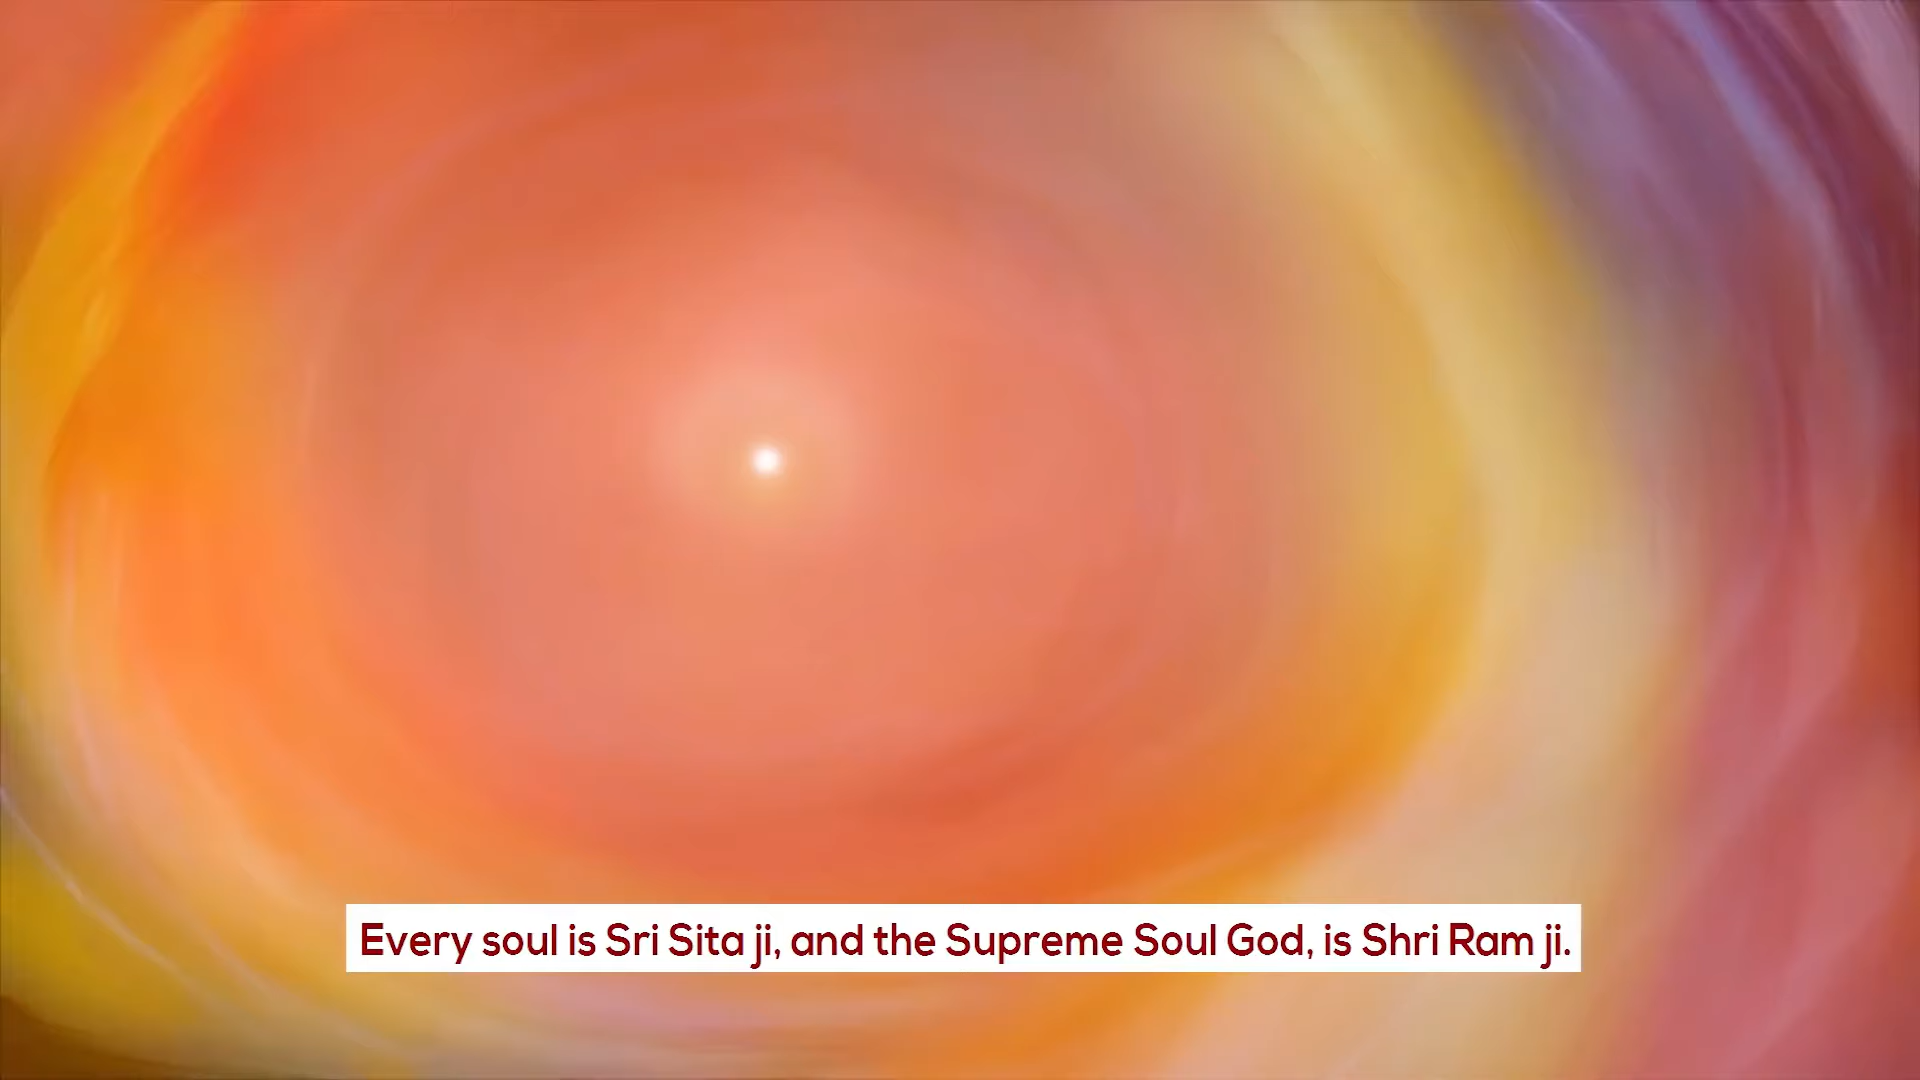 Every soul is Sri Sita ji, and the Supreme Soul God, is Shri Ram ji.